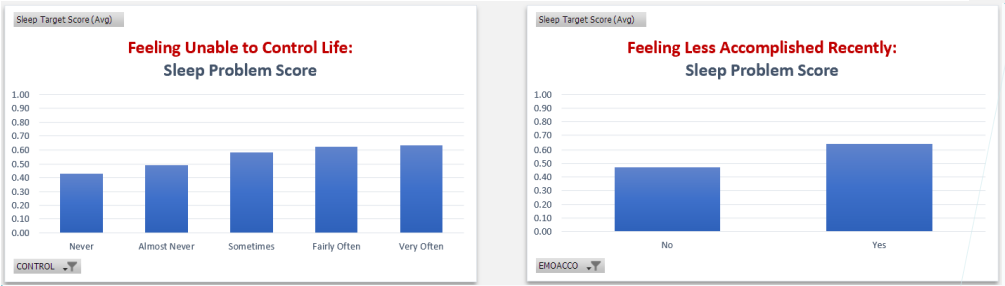 Sleep Target Score (Avg)
Feeling Unable to Control Life:
Sleep Problem Score
1.00
0.90
0.80
0.70
0.60
0.50
0.40
0.30
0.20
0.10
0.00
Never Almost Never Sometimes Fairly Often Very Often
CONTROL
Sleep Target Score (Avg)
Feeling Less Accomplished Recently:
Sleep Problem Score
1.00
0.90
0.80
0.70
0.60
0.50
0.40
0.30
0.20
0.10
0.00
No Yes
EMOACCO